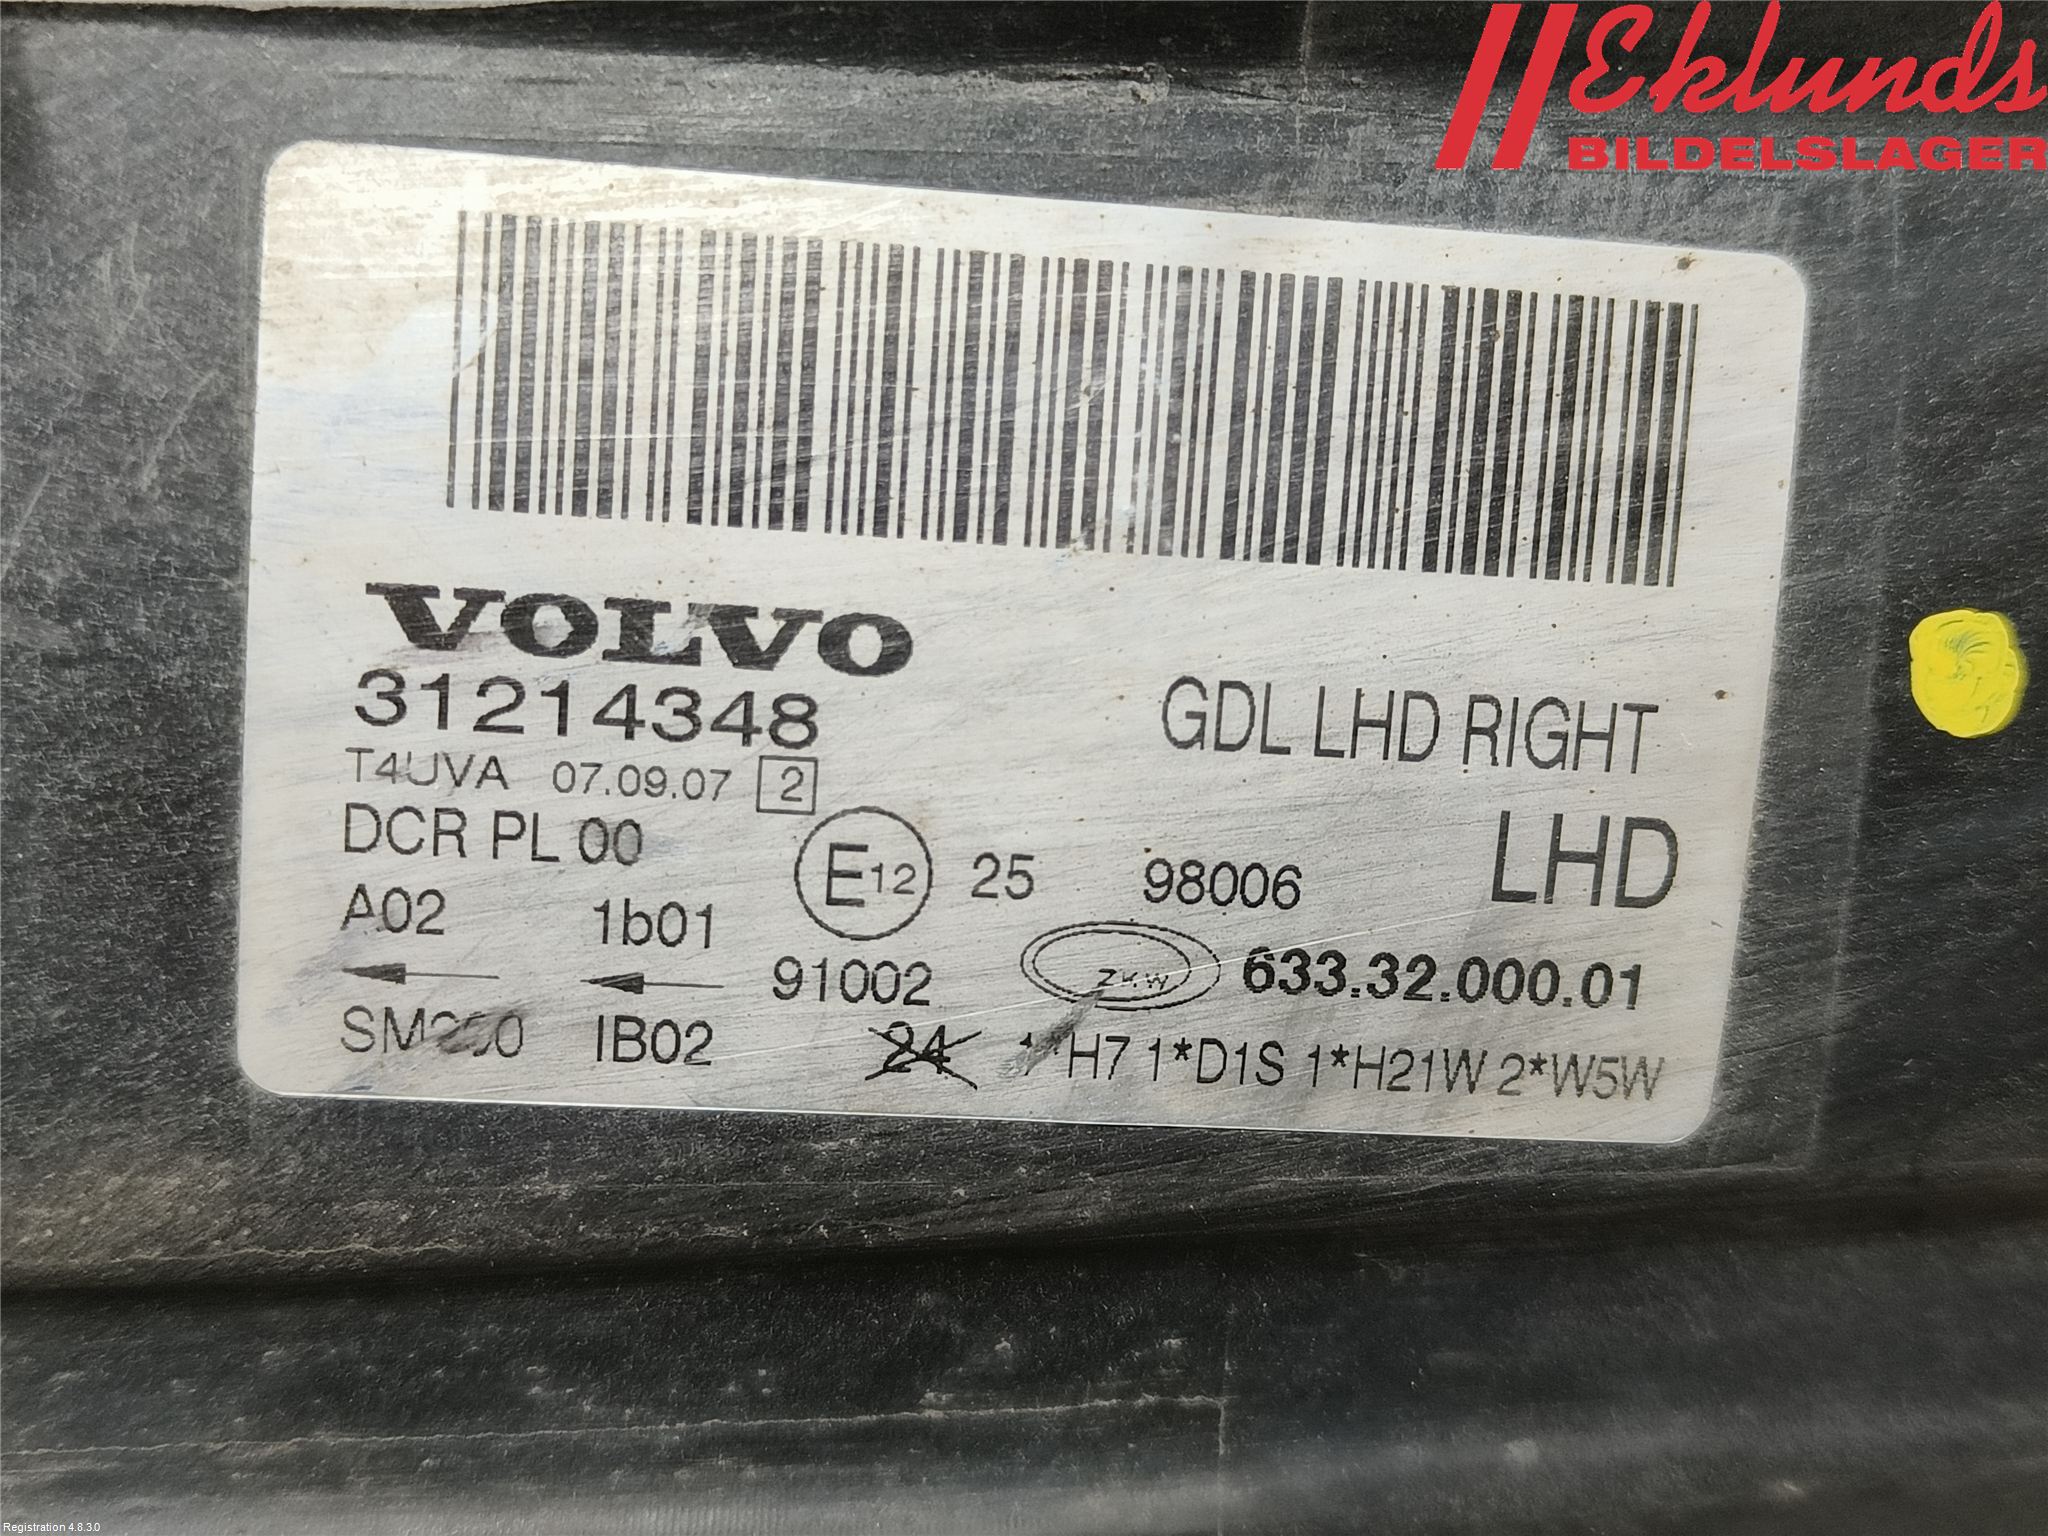 Eklunds
BILDELSLAGER
VOLVO
31214348
GDL LHD RIGHT
T4UVA 07.09.07 2
DCR PL 00
E12 25 98006 LHD
A02 1b01
91002 ZKW 633.32.000.01
IB02 24 H7 1*D1S 1*H21W 2*W5W
Registration 4.8.3.0